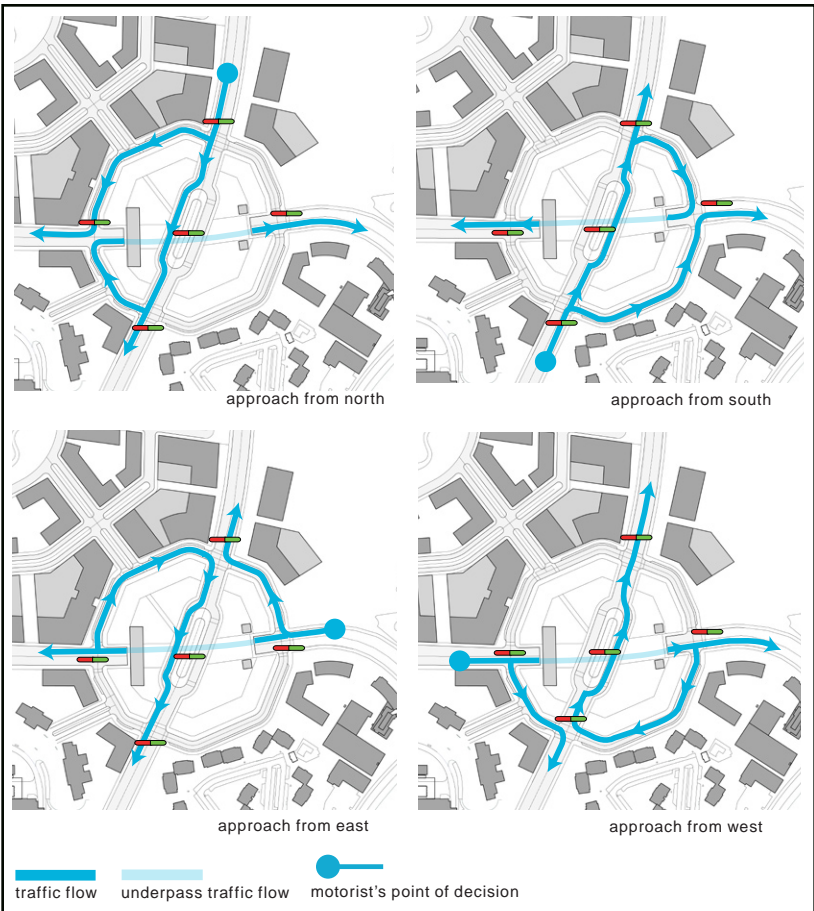 approach from north
approach from south
approach from east
approach from west
traffic flow
underpass traffic flow
motorist's point of decision